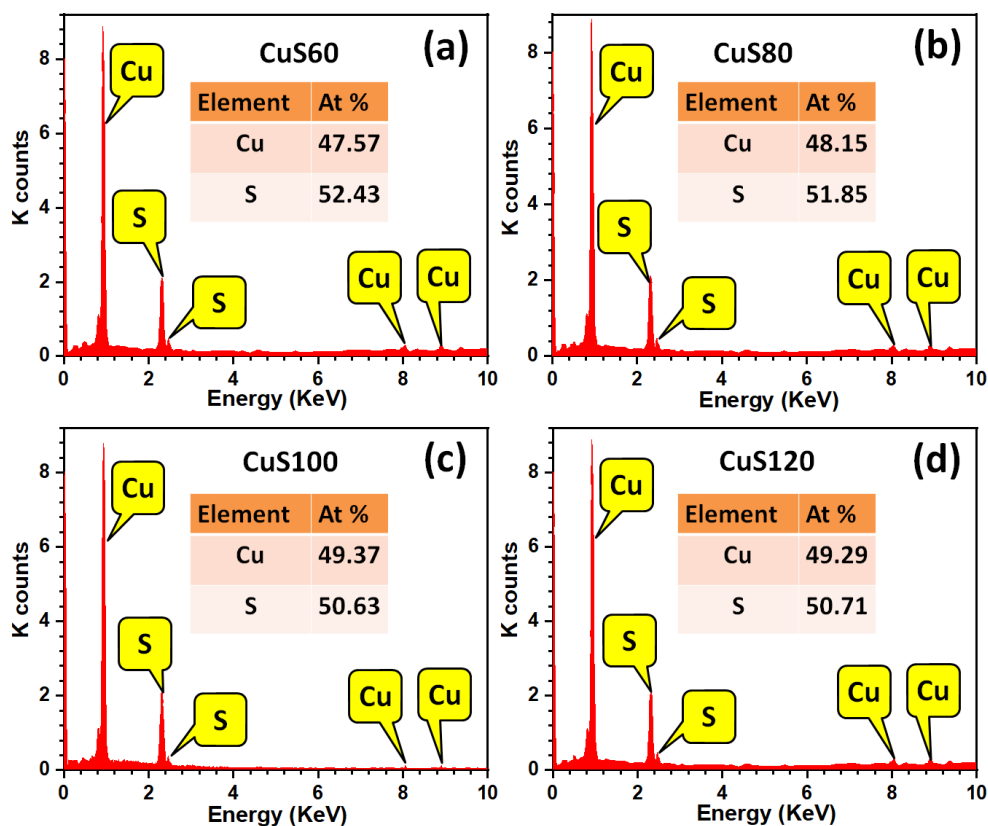 (a)
CuS60
Element At %
Cu 47.57
S 52.43
Cu
S
S
Cu
Cu
K counts
8
6
4
2
0
0 2 4 6 8 10
Energy (KeV)
(b)
CuS80
Element At %
Cu 48.15
S 51.85
Cu
S
S
Cu
Cu
K counts
8
6
4
2
0
0 2 4 6 8 10
Energy (KeV)
(c)
CuS100
Element At %
Cu 49.37
S 50.63
Cu
S
S
Cu
Cu
K counts
8
6
4
2
0
0 2 4 6 8 10
Energy (KeV)
(d)
CuS120
Element At %
Cu 49.29
S 50.71
Cu
S
S
Cu
Cu
K counts
8
6
4
2
0
0 2 4 6 8 10
Energy (KeV)